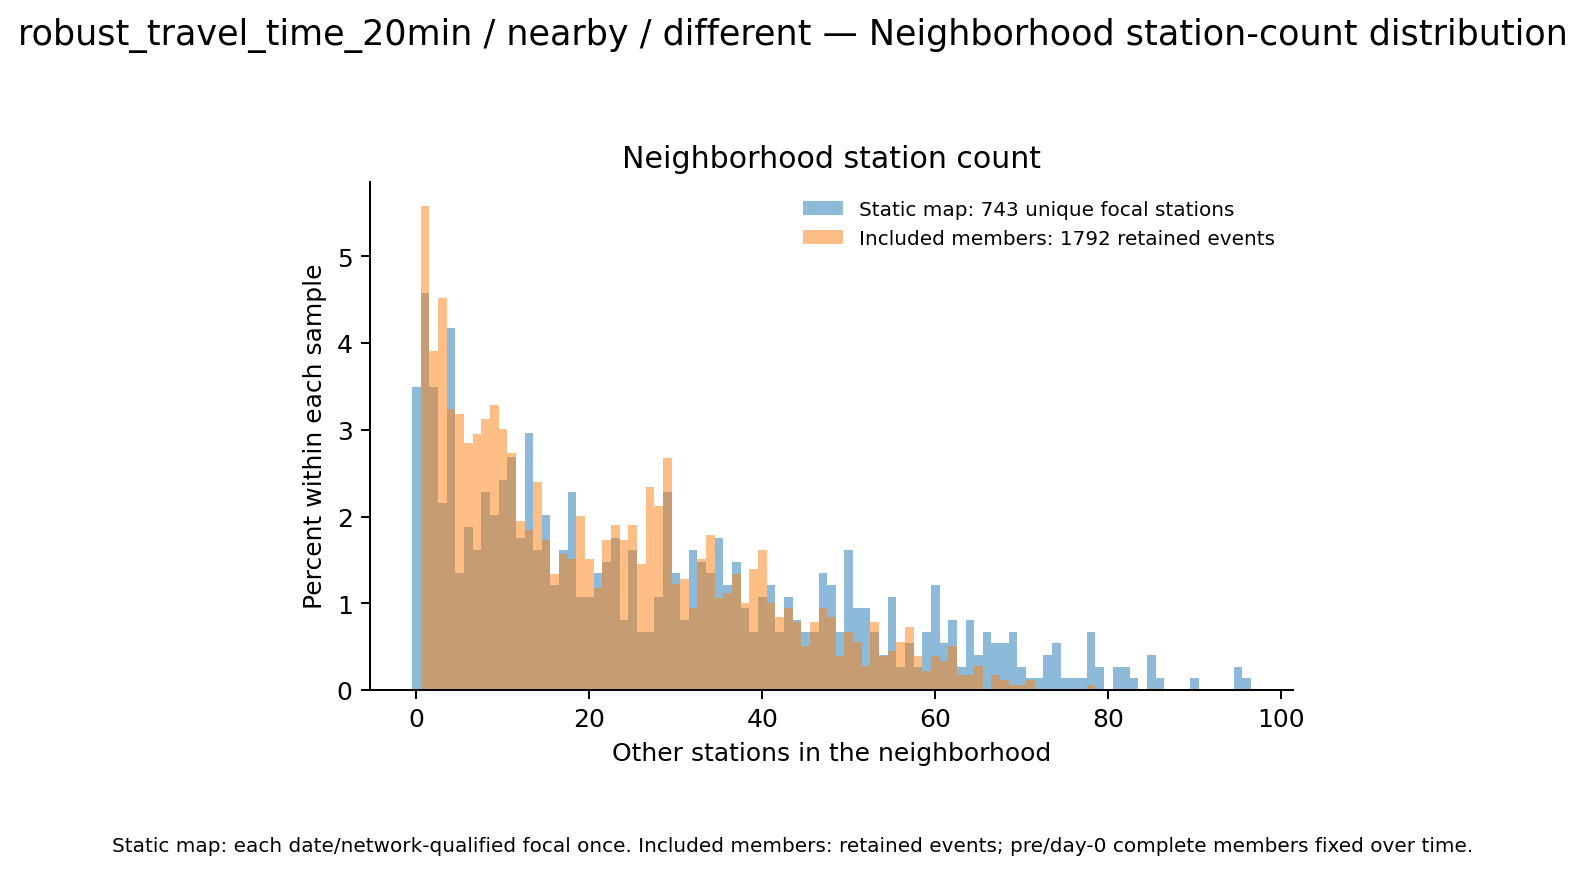 robust_travel_time_20min / nearby / different — Neighborhood station-count distribution
Neighborhood station count
Static map: 743 unique focal stations
Included members: 1792 retained events
Percent within each sample
5
4
3
2
1
0
0 20 40 60 80 100
Other stations in the neighborhood
Static map: each date/network-qualified focal once. Included members: retained events; pre/day-0 complete members fixed over time.